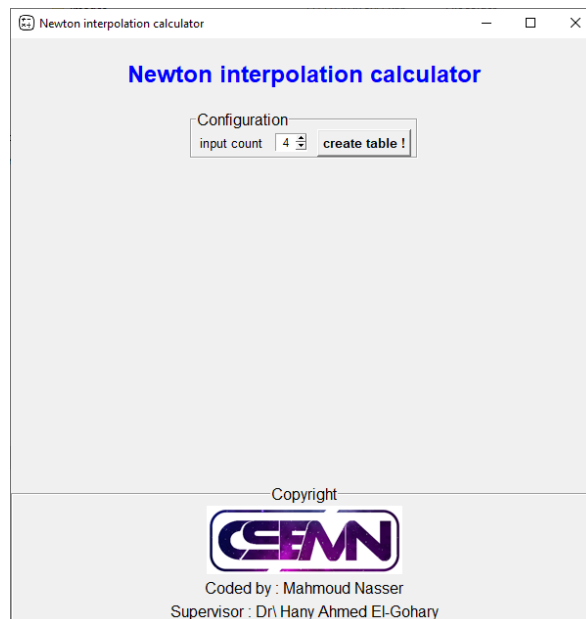 Newton interpolation calculator
Newton interpolation calculator
Configuration
input count 4 create table !
Copyright
CSEMN
Coded by : Mahmoud Nasser
Supervisor : Dr\ Hany Ahmed El-Gohary